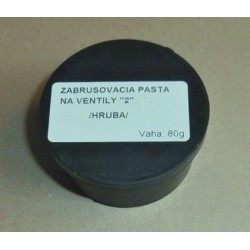 ZABRUSOVACIA PASTA
NA VENTILY "2"
/HRUBA/
Vaha: 80g